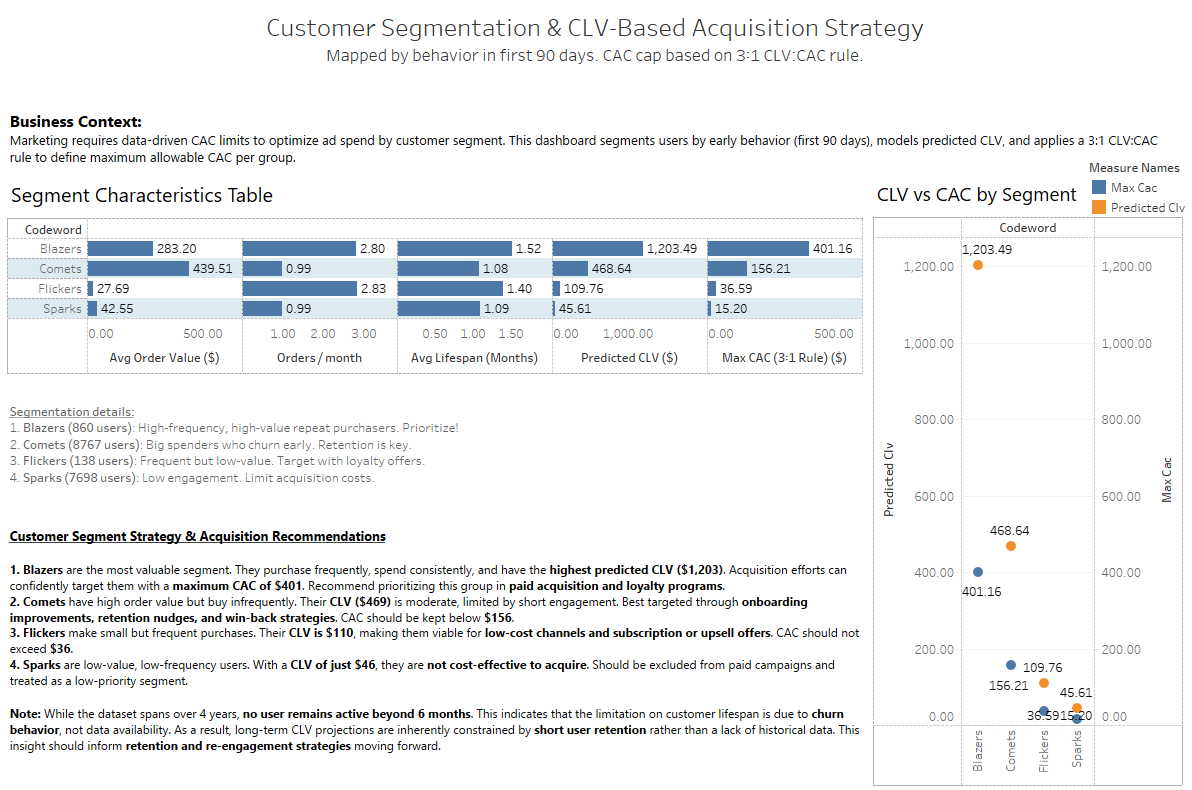 Customer Segmentation & CLV-Based Acquisition Strategy
Mapped by behavior in first 90 days. CAC cap based on 3:1 CLV:CAC rule.
Business Context:
Marketing requires data-driven CAC limits to optimize ad spend by customer segment. This dashboard segments users by early behavior (first 90 days), models predicted CLV, and applies a 3:1 CLV:CAC
rule to define maximum allowable CAC per group.
Segment Characteristics Table
Codeword
Blazers 283.20 2.80 1.52 1,203.49 401.16
Comets 439.51 0.99 1.08 468.64 156.21
Flickers 27.69 2.83 1.40 109.76 36.59
Sparks 42.55 0.99 1.09 45.61 15.20
0.00 500.00 1.00 2.00 3.00 0.50 1.00 1.50 0.00 1,000.00 0.00 500.00
Avg Order Value ($) Orders / month Avg Lifespan (Months) Predicted CLV ($) Max CAC (3:1 Rule) ($)
Segmentation details:
1. Blazers (860 users): High-frequency, high-value repeat purchasers. Prioritize!
2. Comets (8767 users): Big spenders who churn early. Retention is key.
3. Flickers (138 users): Frequent but low-value. Target with loyalty offers.
4. Sparks (7698 users): Low engagement. Limit acquisition costs.
Customer Segment Strategy & Acquisition Recommendations
1. Blazers are the most valuable segment. They purchase frequently, spend consistently, and have the highest predicted CLV ($1,203). Acquisition efforts can
confidently target them with a maximum CAC of $401. Recommend prioritizing this group in paid acquisition and loyalty programs.
2. Comets have high order value but buy infrequently. Their CLV ($469) is moderate, limited by short engagement. Best targeted through onboarding
improvements, retention nudges, and win-back strategies. CAC should be kept below $156.
3. Flickers make small but frequent purchases. Their CLV is $110, making them viable for low-cost channels and subscription or upsell offers. CAC should not
exceed $36.
4. Sparks are low-value, low-frequency users. With a CLV of just $46, they are not cost-effective to acquire. Should be excluded from paid campaigns and
treated as a low-priority segment.
Note: While the dataset spans over 4 years, no user remains active beyond 6 months. This indicates that the limitation on customer lifespan is due to churn
behavior, not data availability. As a result, long-term CLV projections are inherently constrained by short user retention rather than a lack of historical data. This
insight should inform retention and re-engagement strategies moving forward.
Measure Names
Max Cac
Predicted Clv
CLV vs CAC by Segment
Codeword
1,203.49
1,200.00 1,200.00
1,000.00 1,000.00
800.00 800.00
Predicted Clv
Max Cac
600.00 600.00
468.64
400.00 400.00
401.16
200.00 200.00
109.76
156.21
45.61
36.59 15.20
0.00 0.00
Blazers
Comets
Flickers
Sparks